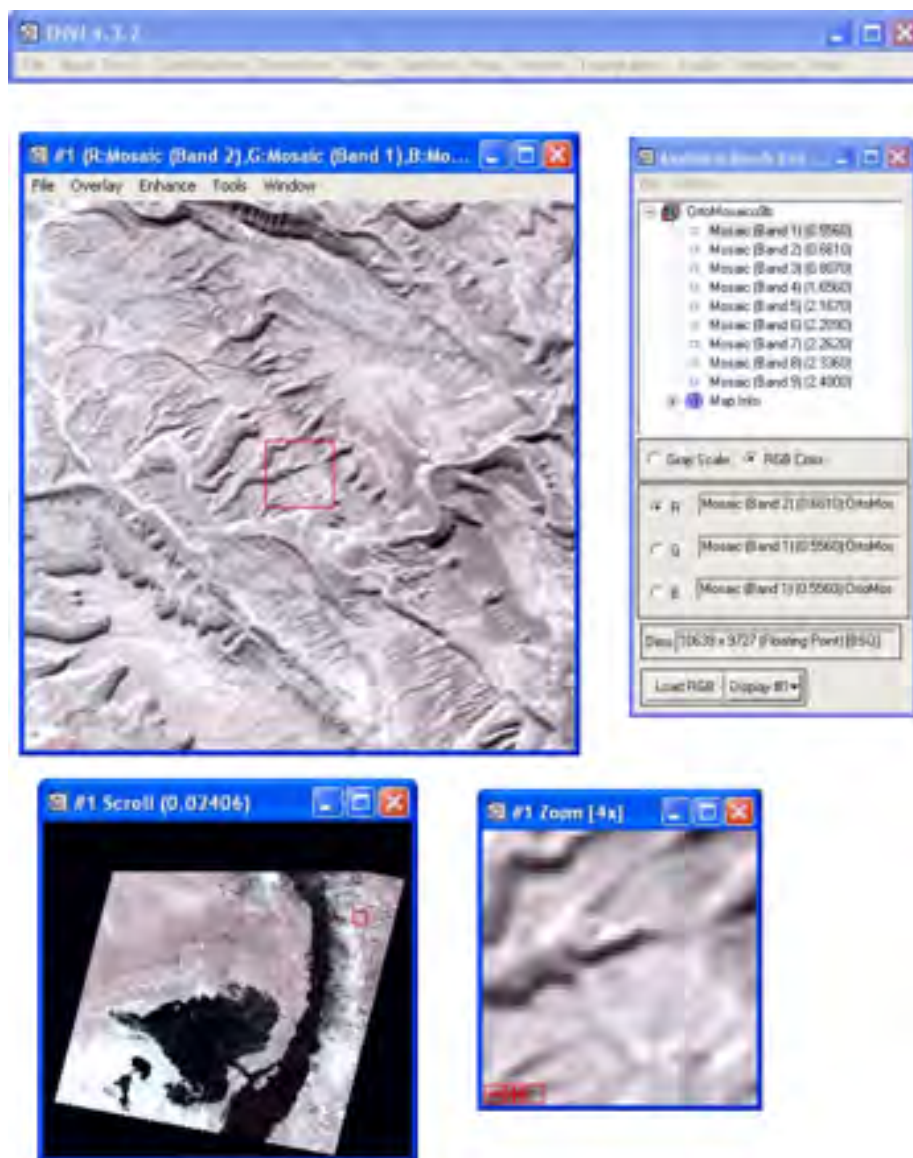 ENVI 4.3.2
File
#1 (R:Mosaic (Band 2),G:Mosaic (Band 1),B:Mo...
File Overlay Enhance Tools Window
Mosaic (Band 1) (0.5560)
Mosaic (Band 2) (0.6610)
Mosaic (Band 3) (0.8070)
Mosaic (Band 4) (1.6560)
Mosaic (Band 5) (2.1670)
Mosaic (Band 6) (2.2090)
Mosaic (Band 7) (2.2620)
Mosaic (Band 8) (2.3360)
Mosaic (Band 9) (2.4000)
Map Info
Gray Scale RGB Color
R Mosaic (Band 2) (0.6610):OrtoMos
G Mosaic (Band 1) (0.5560):OrtoMos
B Mosaic (Band 1) (0.5560):OrtoMos
Dims 10639 x 9727 (Floating Point) [BSQ]
Load RGB Display #1
#1 Scroll (0.02406)
#1 Zoom [4x]